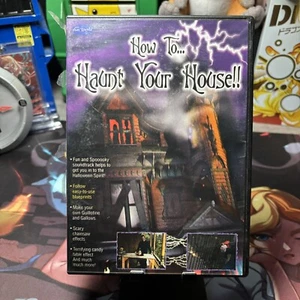 How To...
Haunt Your House!!
• Fun and Spooooky
soundtrack helps to
get you in to the
Halloween Spirit!
• Follow
easy-to-use
blueprints
• Make your
own Guillotine
and Gallows
• Scary
chainsaw
effects
• Terrifying candy
table effect
And much
much more!